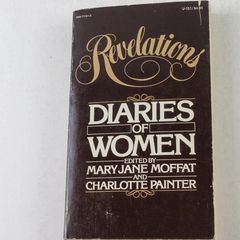 Revelations
DIARIES
OF
WOMEN
EDITED BY
MARY JANE MOFFAT
AND
CHARLOTTE PAINTER